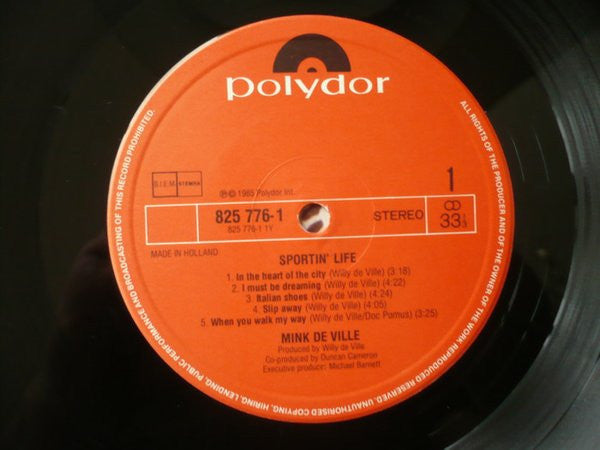 polydor
ALL RIGHTS OF THE PRODUCER AND OF THE OWNER OF THE WORK REPRODUCED RESERVED. UNAUTHORISED COPYING, HIRING, LENDING, PUBLIC PERFORMANCE AND BROADCASTING OF THIS RECORD PROHIBITED.
BIEM STEMRA
℗© 1985 Polydor Int.
1
825 776-1
825 776-1 1Y
STEREO
33 1/3
MADE IN HOLLAND
SPORTIN' LIFE
1. In the heart of the city (Willy de Ville) (3:18)
2. I must be dreaming (Willy de Ville) (4:22)
3. Italian shoes (Willy de Ville) (4:24)
4. Slip away (Willy de Ville) (4:05)
5. When you walk my way (Willy de Ville/Doc Pomus) (3:25)
MINK DE VILLE
Produced by Willy de Ville
Co-produced by Duncan Cameron
Executive produce: Michael Barnett